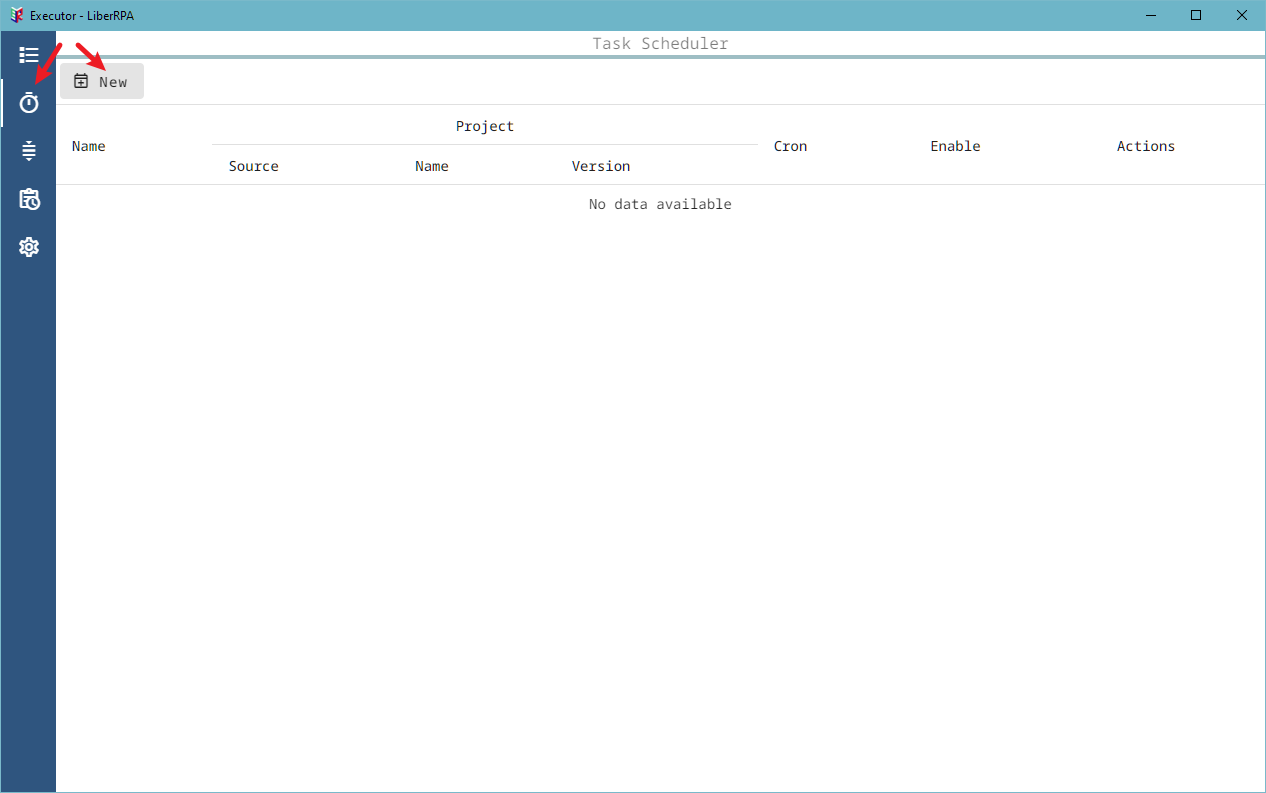 Executor - LiberRPA
Task Scheduler
New
Project
Name Cron Enable Actions
Source Name Version
No data available